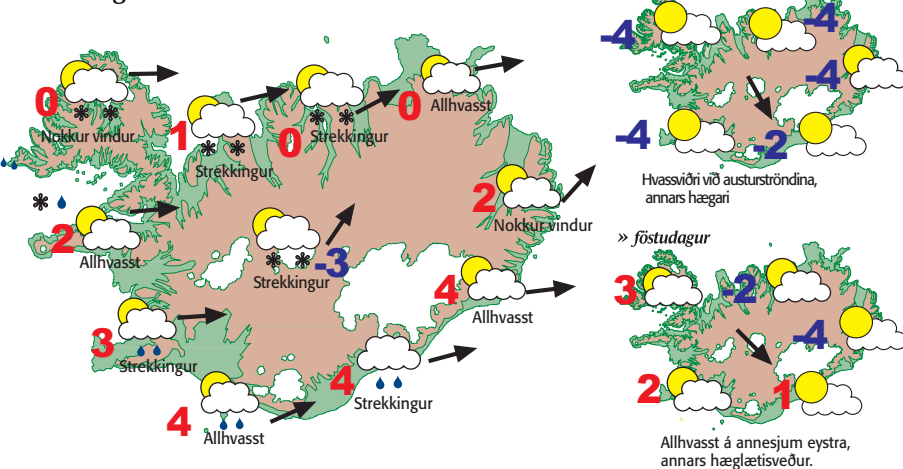 0
Nokkur vindur
1
Strekkingur
0
Strekkingur
0
Allhvasst
2
Allhvasst
-3
Strekkingur
2
Nokkur vindur
4
Allhvasst
3
Strekkingur
4
Allhvasst
4
Strekkingur
-4
-4
-4
-4
-2
Hvassviðri við austurströndina,
annars hægari
» föstudagur
3
-2
-4
2
1
Allhvasst á annesjum eystra,
annars hæglætisveður.